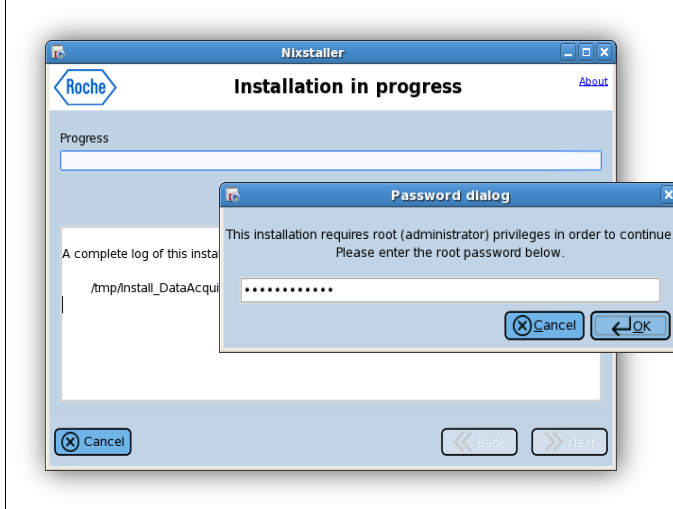 Nixstaller
Roche
Installation in progress
About
Progress
Password dialog
This installation requires root (administrator) privileges in order to continue
Please enter the root password below.
A complete log of this insta
/tmp/Install_DataAcqui
••••••••••••
Cancel
OK
Cancel
Back
Next